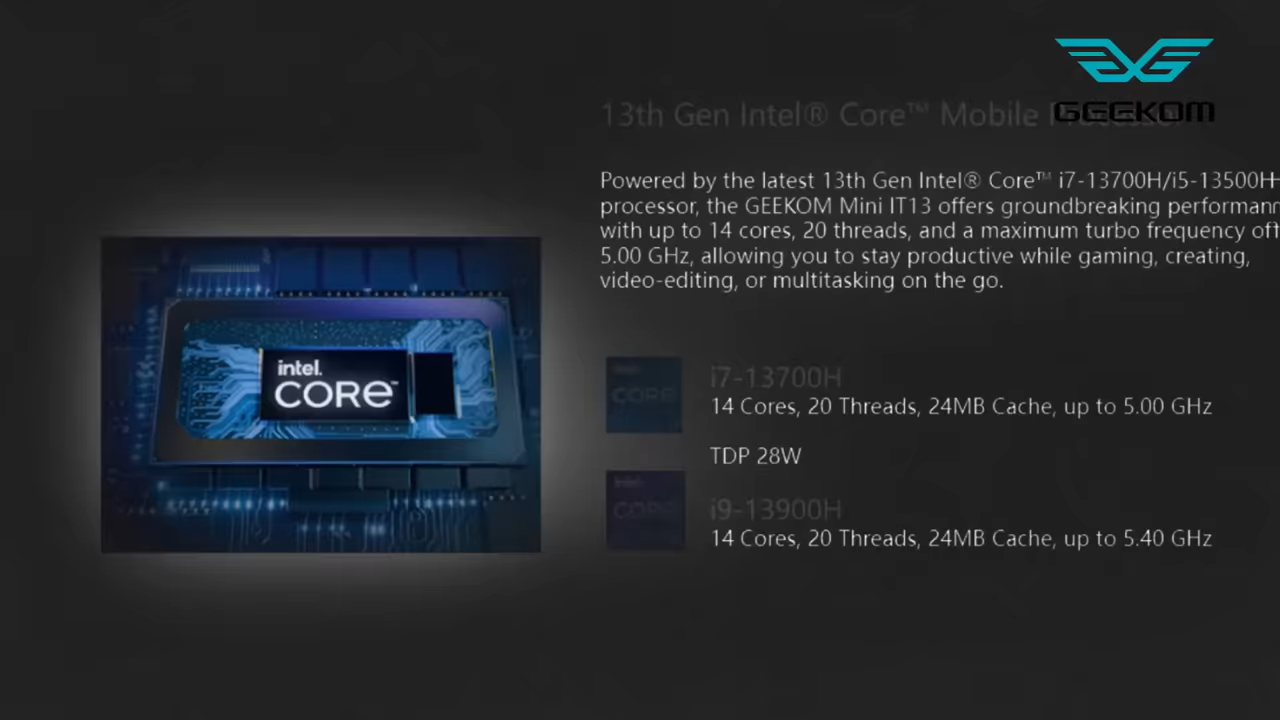 GEEKOM
13th Gen Intel® Core™ Mobile Processor
Powered by the latest 13th Gen Intel® Core™ i7-13700H/i5-13500H
processor, the GEEKOM Mini IT13 offers groundbreaking performan
with up to 14 cores, 20 threads, and a maximum turbo frequency oft
5.00 GHz, allowing you to stay productive while gaming, creating,
video-editing, or multitasking on the go.
intel.
CORE™
i7-13700H
14 Cores, 20 Threads, 24MB Cache, up to 5.00 GHz
TDP 28W
i9-13900H
14 Cores, 20 Threads, 24MB Cache, up to 5.40 GHz